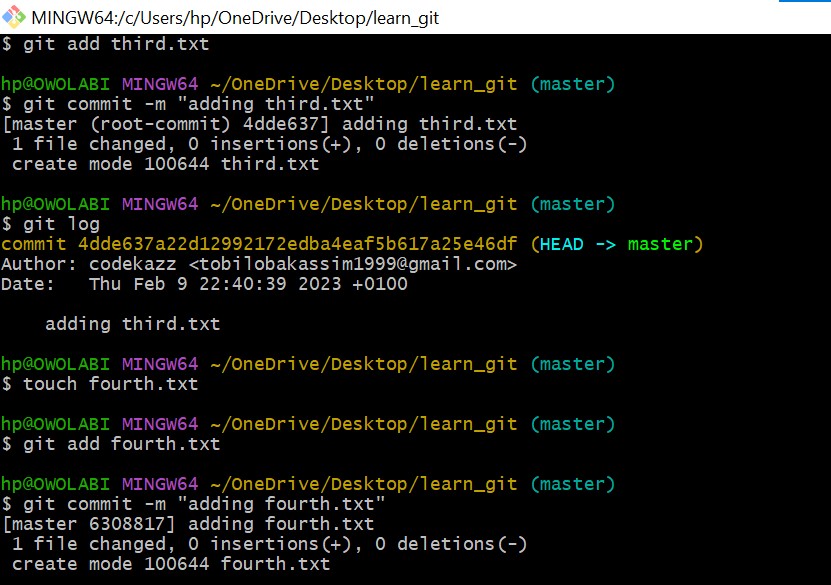 MINGW64:/c/Users/hp/OneDrive/Desktop/learn_git
$ git add third.txt
hp@OWOLABI MINGW64 ~/OneDrive/Desktop/learn_git (master)
$ git commit -m "adding third.txt"
[master (root-commit) 4dde637] adding third.txt
 1 file changed, 0 insertions(+), 0 deletions(-)
 create mode 100644 third.txt
hp@OWOLABI MINGW64 ~/OneDrive/Desktop/learn_git (master)
$ git log
commit 4dde637a22d12992172edba4eaf5b617a25e46df (HEAD -> master)
Author: codekazz <tobilobakassim1999@gmail.com>
Date:   Thu Feb 9 22:40:39 2023 +0100
    adding third.txt
hp@OWOLABI MINGW64 ~/OneDrive/Desktop/learn_git (master)
$ touch fourth.txt
hp@OWOLABI MINGW64 ~/OneDrive/Desktop/learn_git (master)
$ git add fourth.txt
hp@OWOLABI MINGW64 ~/OneDrive/Desktop/learn_git (master)
$ git commit -m "adding fourth.txt"
[master 6308817] adding fourth.txt
 1 file changed, 0 insertions(+), 0 deletions(-)
 create mode 100644 fourth.txt